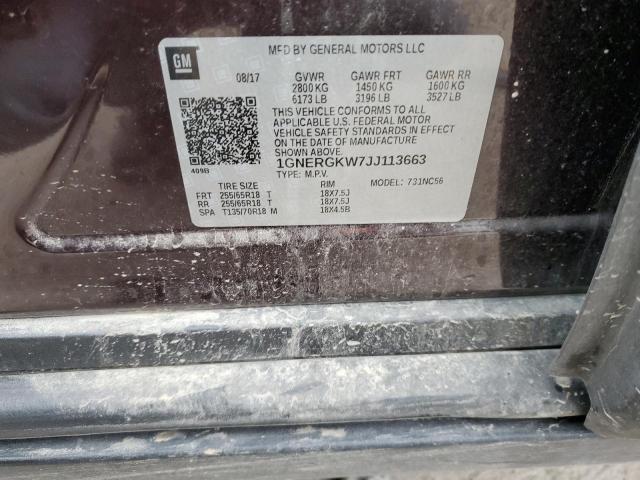 GM
MFD BY GENERAL MOTORS LLC
08/17 GVWR GAWR FRT GAWR RR
2800 KG 1450 KG 1600 KG
6173 LB 3196 LB 3527 LB
THIS VEHICLE CONFORMS TO ALL
APPLICABLE U.S. FEDERAL MOTOR
VEHICLE SAFETY STANDARDS IN EFFECT
ON THE DATE OF MANUFACTURE
SHOWN ABOVE.
1GNERGKW7JJ113663
409B TYPE: M.P.V.
TIRE SIZE RIM MODEL: 731NC56
FRT 255/65R18 T 18X7.5J
RR 255/65R18 T 18X7.5J
SPA T135/70R18 M 18X4.5B